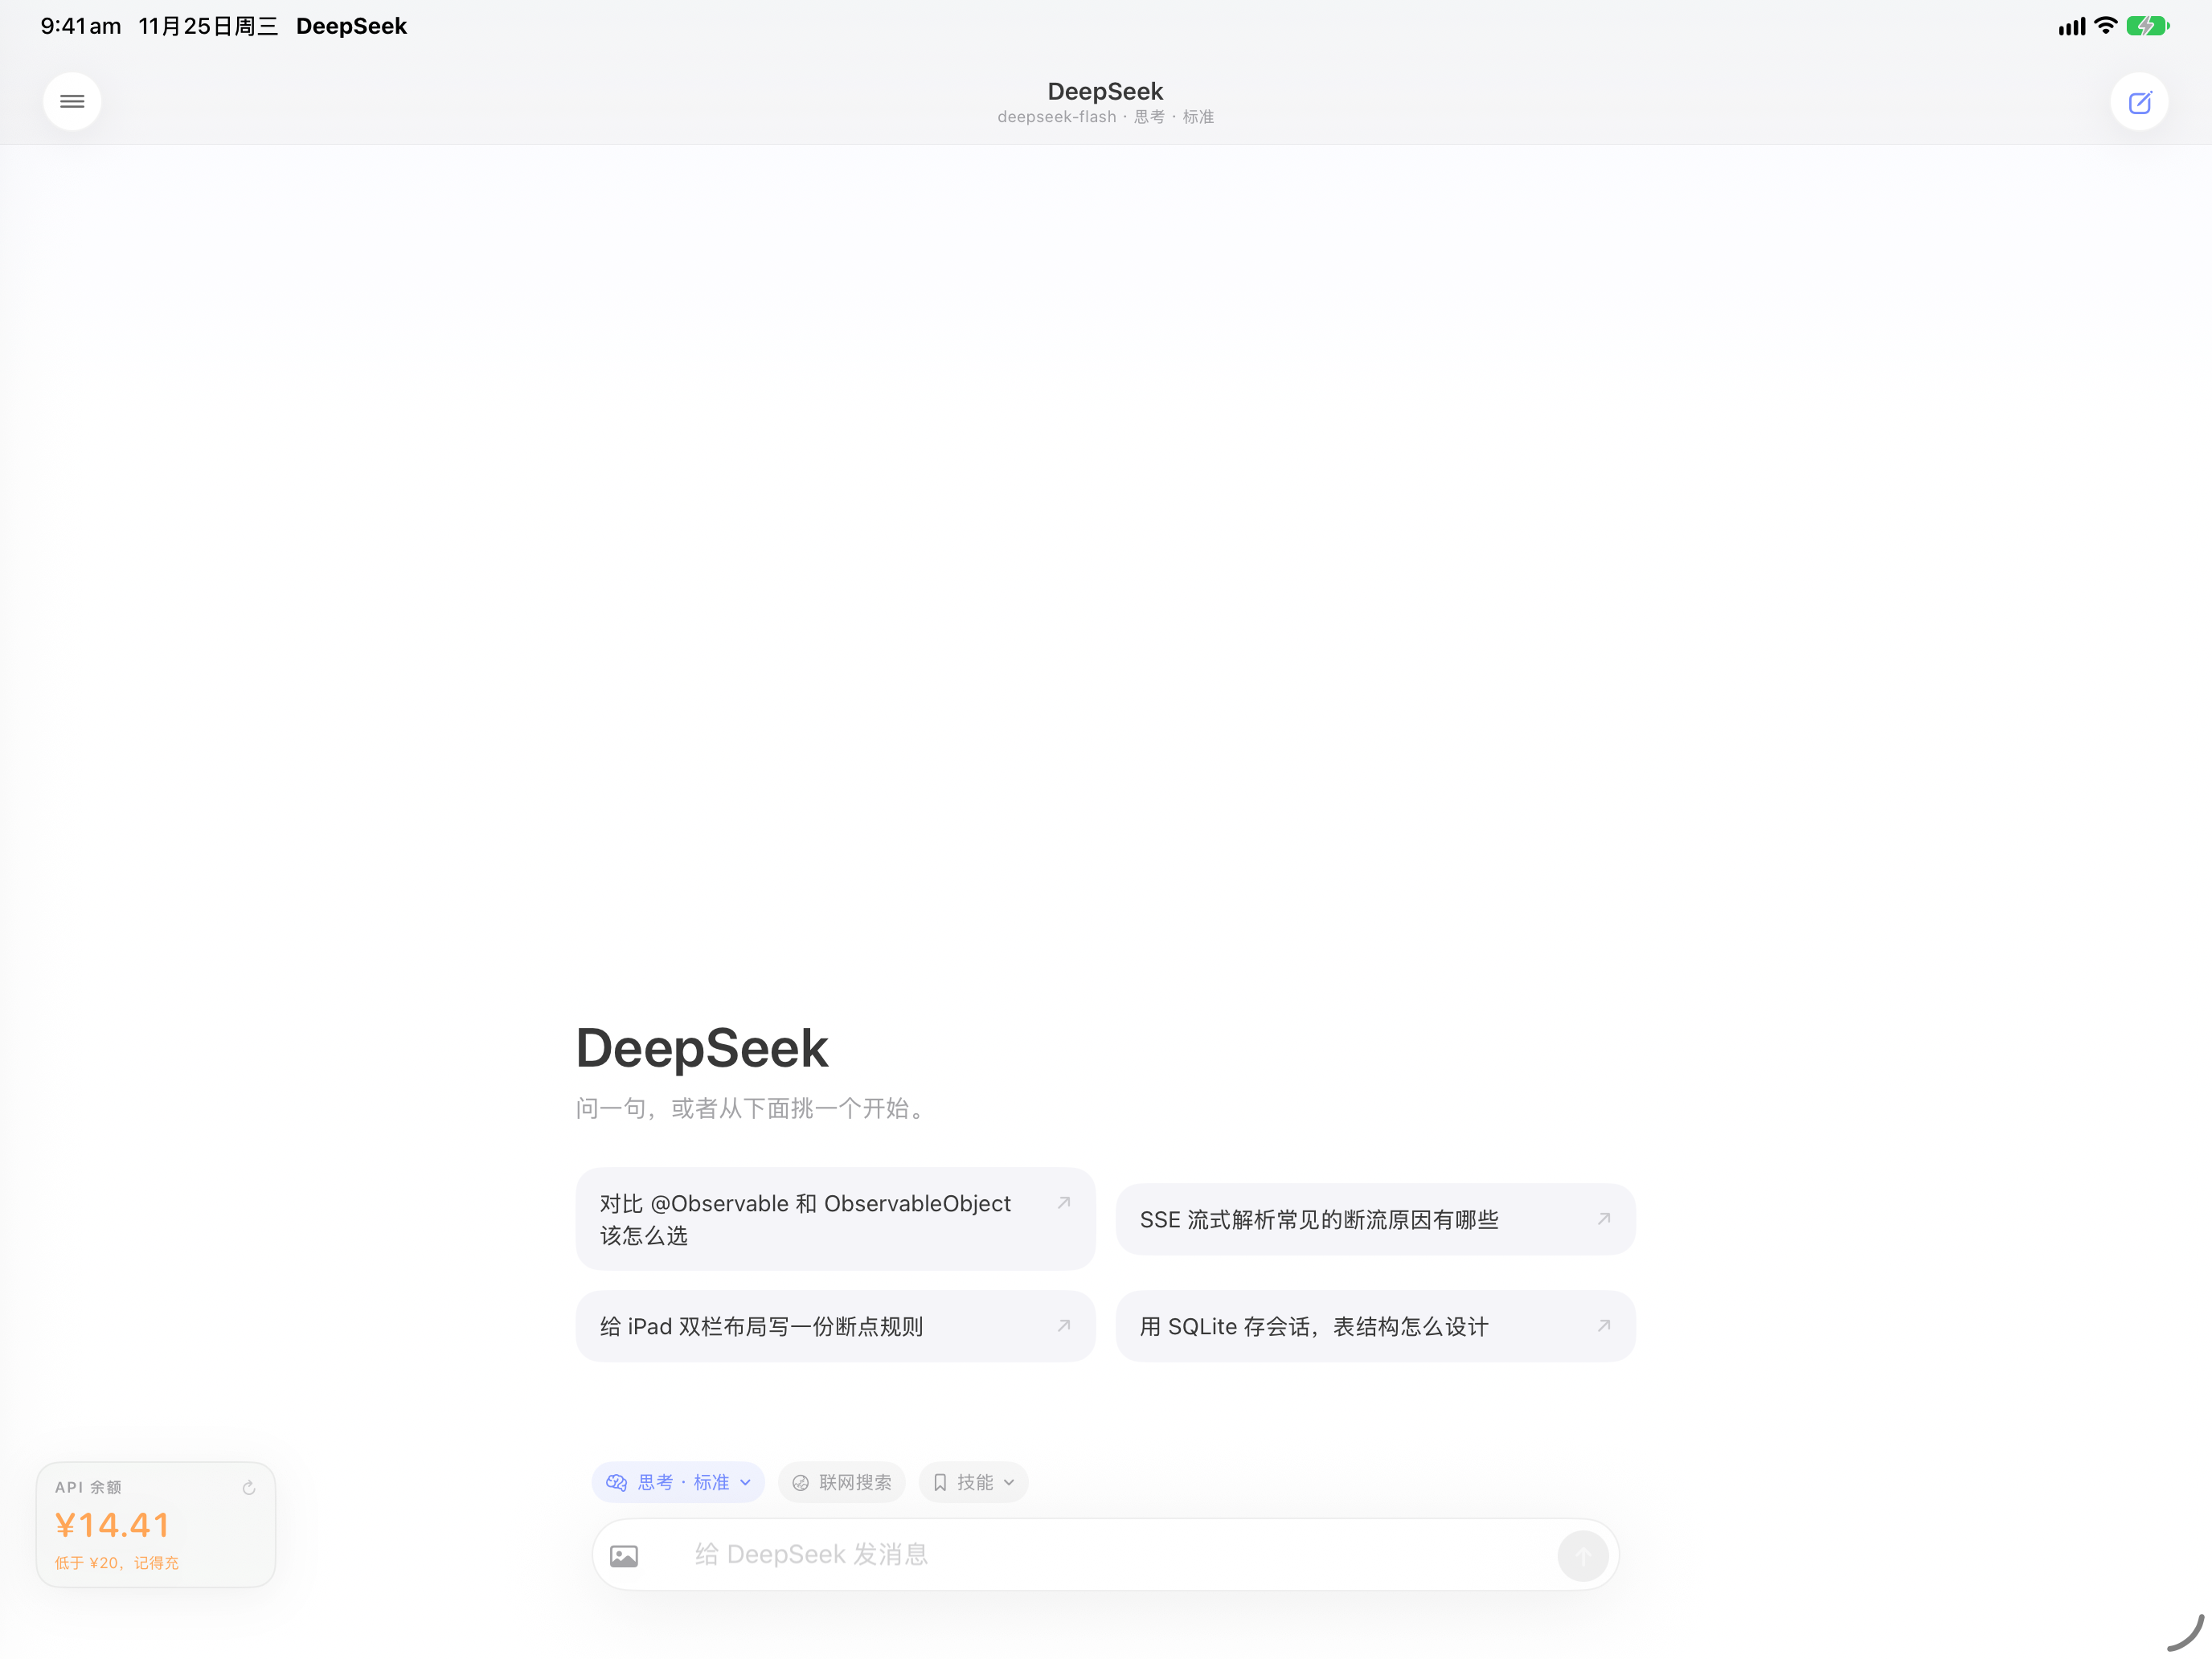 9:41 am 11月25日周三 DeepSeek
DeepSeek
deepseek-flash · 思考 · 标准
DeepSeek
问一句，或者从下面挑一个开始。
对比 @Observable 和 ObservableObject
该怎么选
SSE 流式解析常见的断流原因有哪些
给 iPad 双栏布局写一份断点规则
用 SQLite 存会话，表结构怎么设计
API 余额
¥14.41
低于 ¥20，记得充
思考 · 标准
联网搜索
技能
给 DeepSeek 发消息